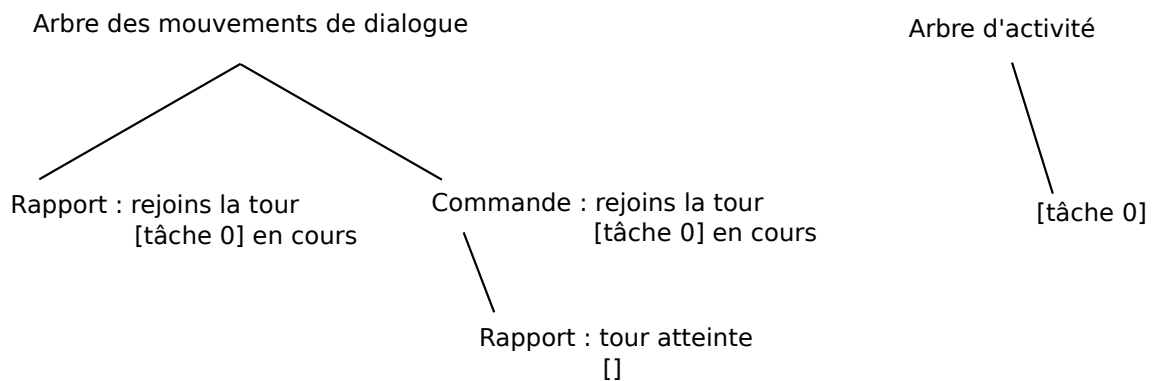 Arbre des mouvements de dialogue
Arbre d'activité
Rapport : rejoins la tour
[tâche 0] en cours
Commande : rejoins la tour
[tâche 0] en cours
[tâche 0]
Rapport : tour atteinte
[]